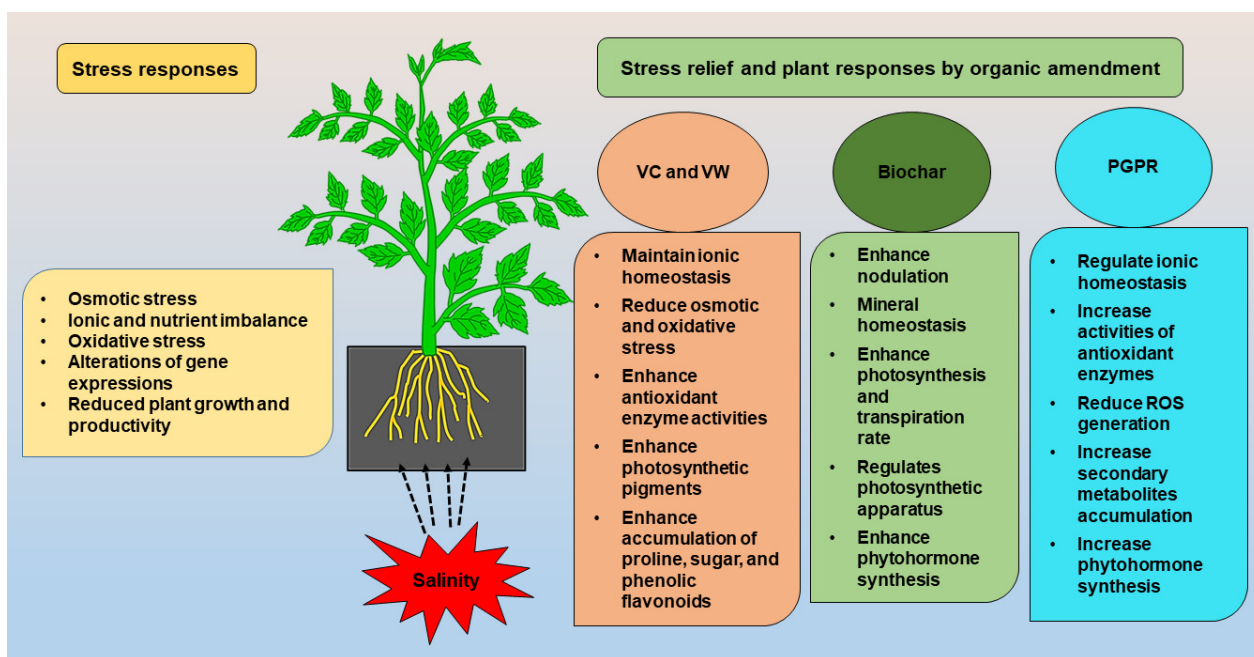 Stress responses
Stress relief and plant responses by organic amendment
• Osmotic stress
• Ionic and nutrient imbalance
• Oxidative stress
• Alterations of gene
expressions
• Reduced plant growth and
productivity
Salinity
VC and VW
• Maintain ionic
homeostasis
• Reduce osmotic
and oxidative
stress
• Enhance
antioxidant
enzyme activities
• Enhance
photosynthetic
pigments
• Enhance
accumulation of
proline, sugar, and
phenolic
flavonoids
Biochar
• Enhance
nodulation
• Mineral
homeostasis
• Enhance
photosynthesis
and
transpiration
rate
• Regulates
photosynthetic
apparatus
• Enhance
phytohormone
synthesis
PGPR
• Regulate ionic
homeostasis
• Increase
activities of
antioxidant
enzymes
• Reduce ROS
generation
• Increase
secondary
metabolites
accumulation
• Increase
phytohormone
synthesis